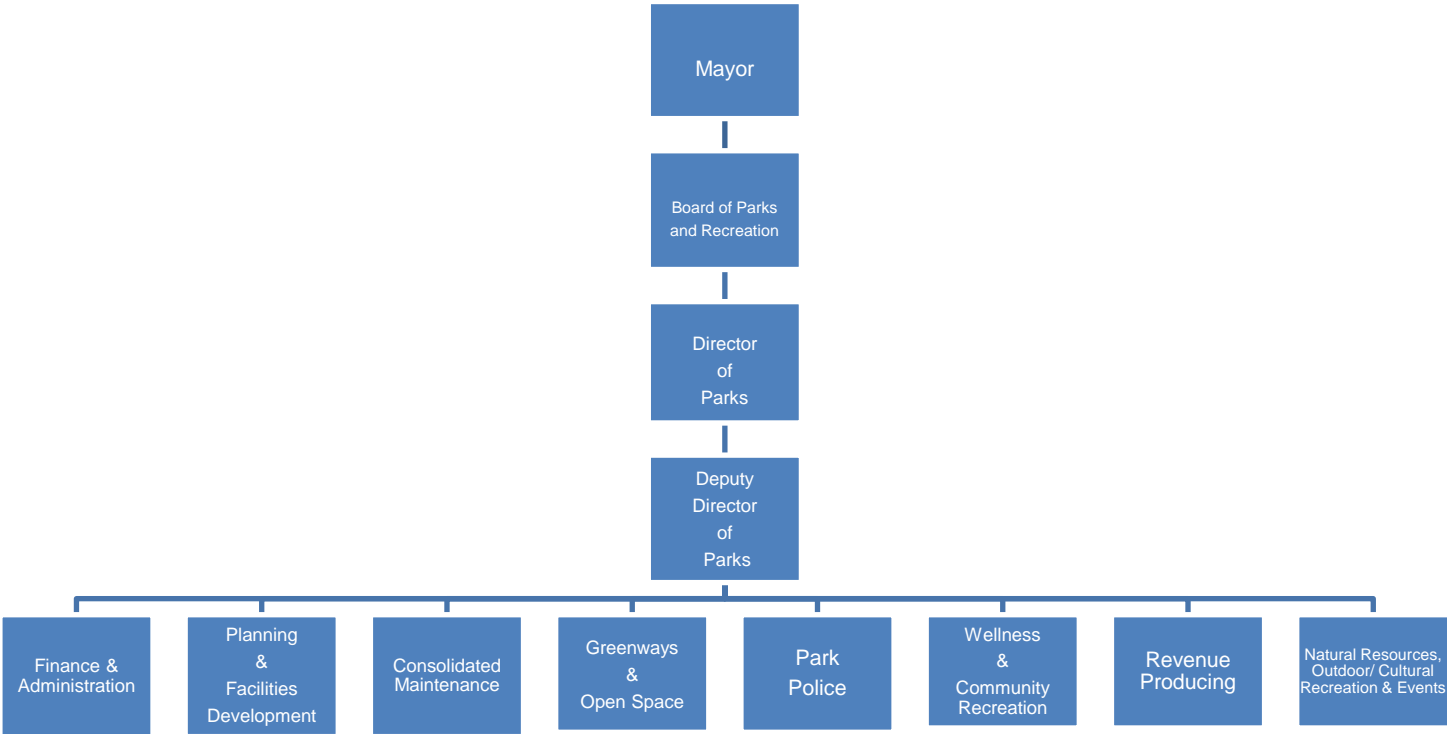 Mayor
Board of Parks
and Recreation
Director
of
Parks
Deputy
Director
of
Parks
Finance &
Administration
Planning
&
Facilities
Development
Consolidated
Maintenance
Greenways
&
Open Space
Park
Police
Wellness
&
Community
Recreation
Revenue
Producing
Natural Resources,
Outdoor/ Cultural
Recreation & Events